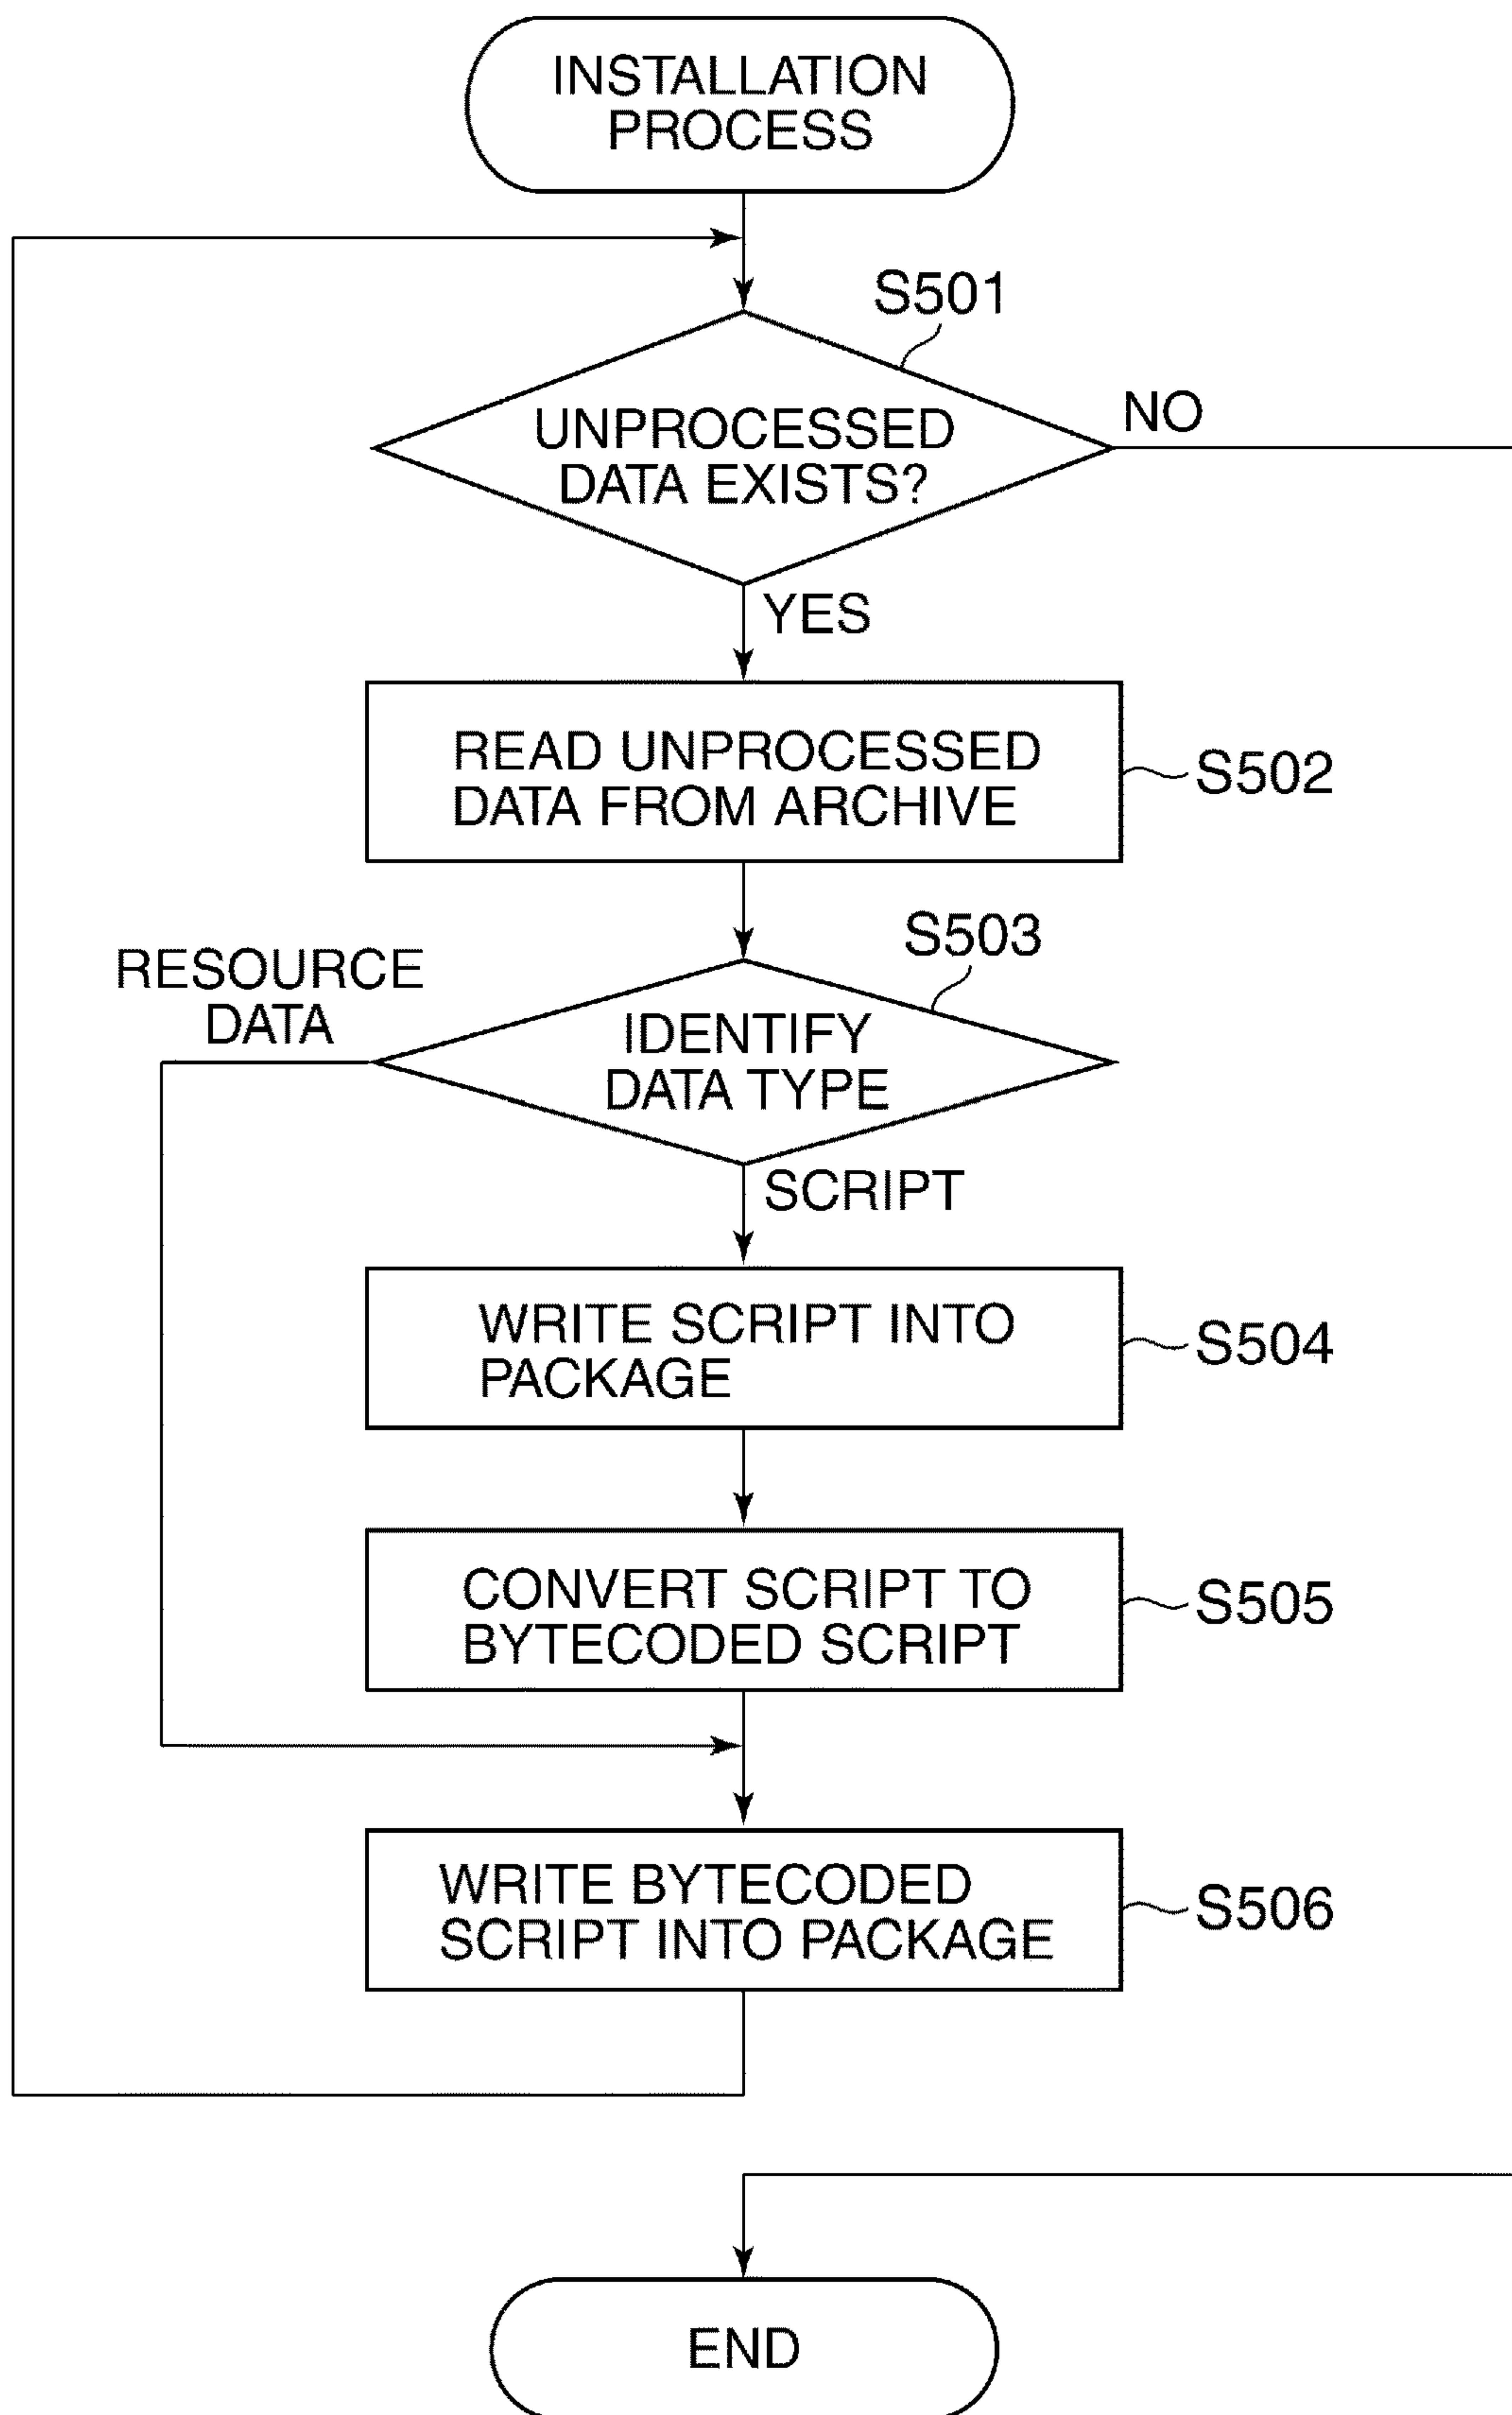 INSTALLATION
PROCESS
S501
UNPROCESSED
DATA EXISTS?
NO
YES
READ UNPROCESSED
DATA FROM ARCHIVE
S502
S503
RESOURCE
DATA
IDENTIFY
DATA TYPE
SCRIPT
WRITE SCRIPT INTO
PACKAGE
S504
CONVERT SCRIPT TO
BYTECODED SCRIPT
S505
WRITE BYTECODED
SCRIPT INTO PACKAGE
S506
END